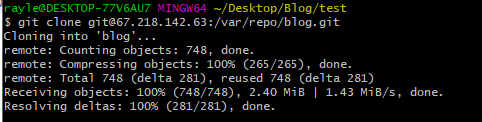 rayle@DESKTOP-77V6AU7 MINGW64 ~/Desktop/Blog/test
$ git clone git@67.218.142.63:/var/repo/blog.git
Cloning into 'blog'...
remote: Counting objects: 748, done.
remote: Compressing objects: 100% (265/265), done.
remote: Total 748 (delta 281), reused 748 (delta 281)
Receiving objects: 100% (748/748), 2.40 MiB | 1.43 MiB/s, done.
Resolving deltas: 100% (281/281), done.